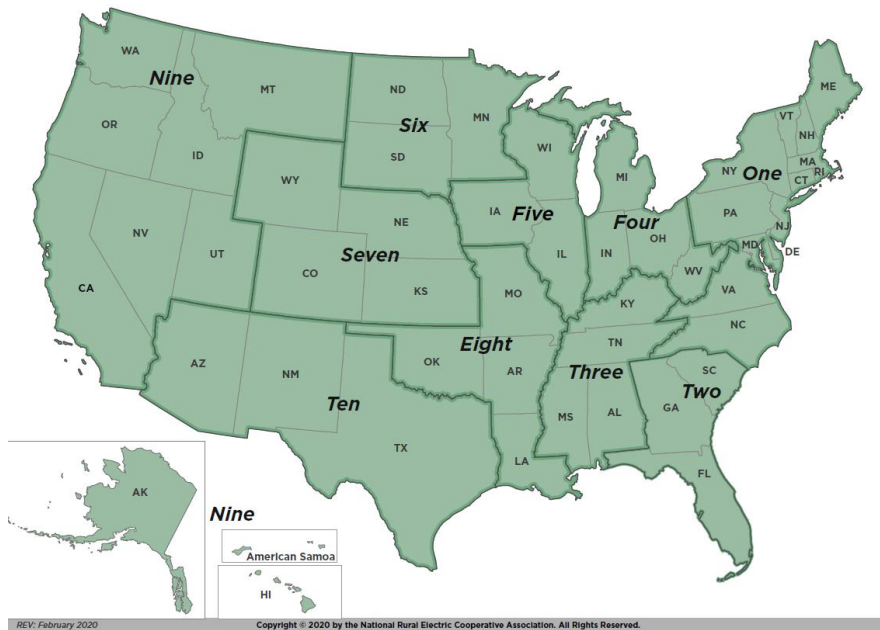 WA
Nine
MT
ND
MN
ME
OR
Six
VT
NH
ID
SD
WI
MI
NY
MA
One
CT
RI
WY
IA
Five
Four
PA
NJ
NV
UT
NE
Seven
CO
KS
IL
IN
OH
MD
DE
WV
CA
MO
KY
VA
NC
AZ
NM
OK
Eight
AR
TN
Three
SC
Two
GA
Ten
MS
AL
TX
LA
FL
AK
Nine
American Samoa
HI
REV: February 2020
Copyright © 2020 by the National Rural Electric Cooperative Association. All Rights Reserved.